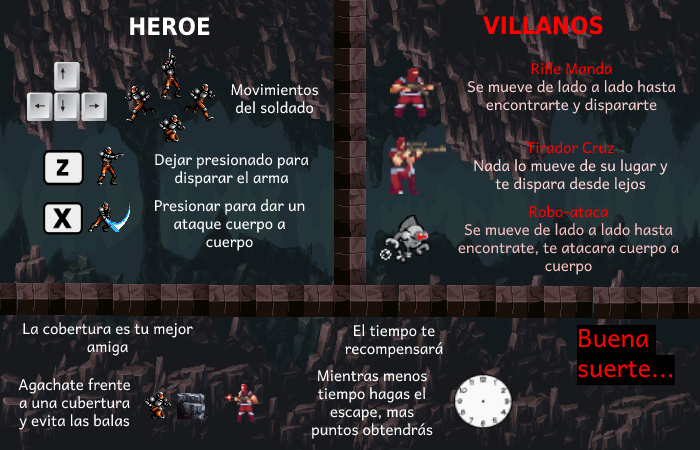 HEROE
Movimientos
del soldado
Z
Dejar presionado para
disparar el arma
X
Presionar para dar un
ataque cuerpo a
cuerpo
VILLANOS
Rifle Manda
Se mueve de lado a lado hasta
encontrarte y dispararte
Tirador Cruz
Nada lo mueve de su lugar y
te dispara desde lejos
Robo-ataca
Se mueve de lado a lado hasta
encontrate, te atacara cuerpo a
cuerpo
La cobertura es tu mejor
amiga
Agachate frente
a una cubertura
y evita las balas
El tiempo te
recompensará
Mientras menos
tiempo hagas el
escape, mas
puntos obtendrás
Buena
suerte...